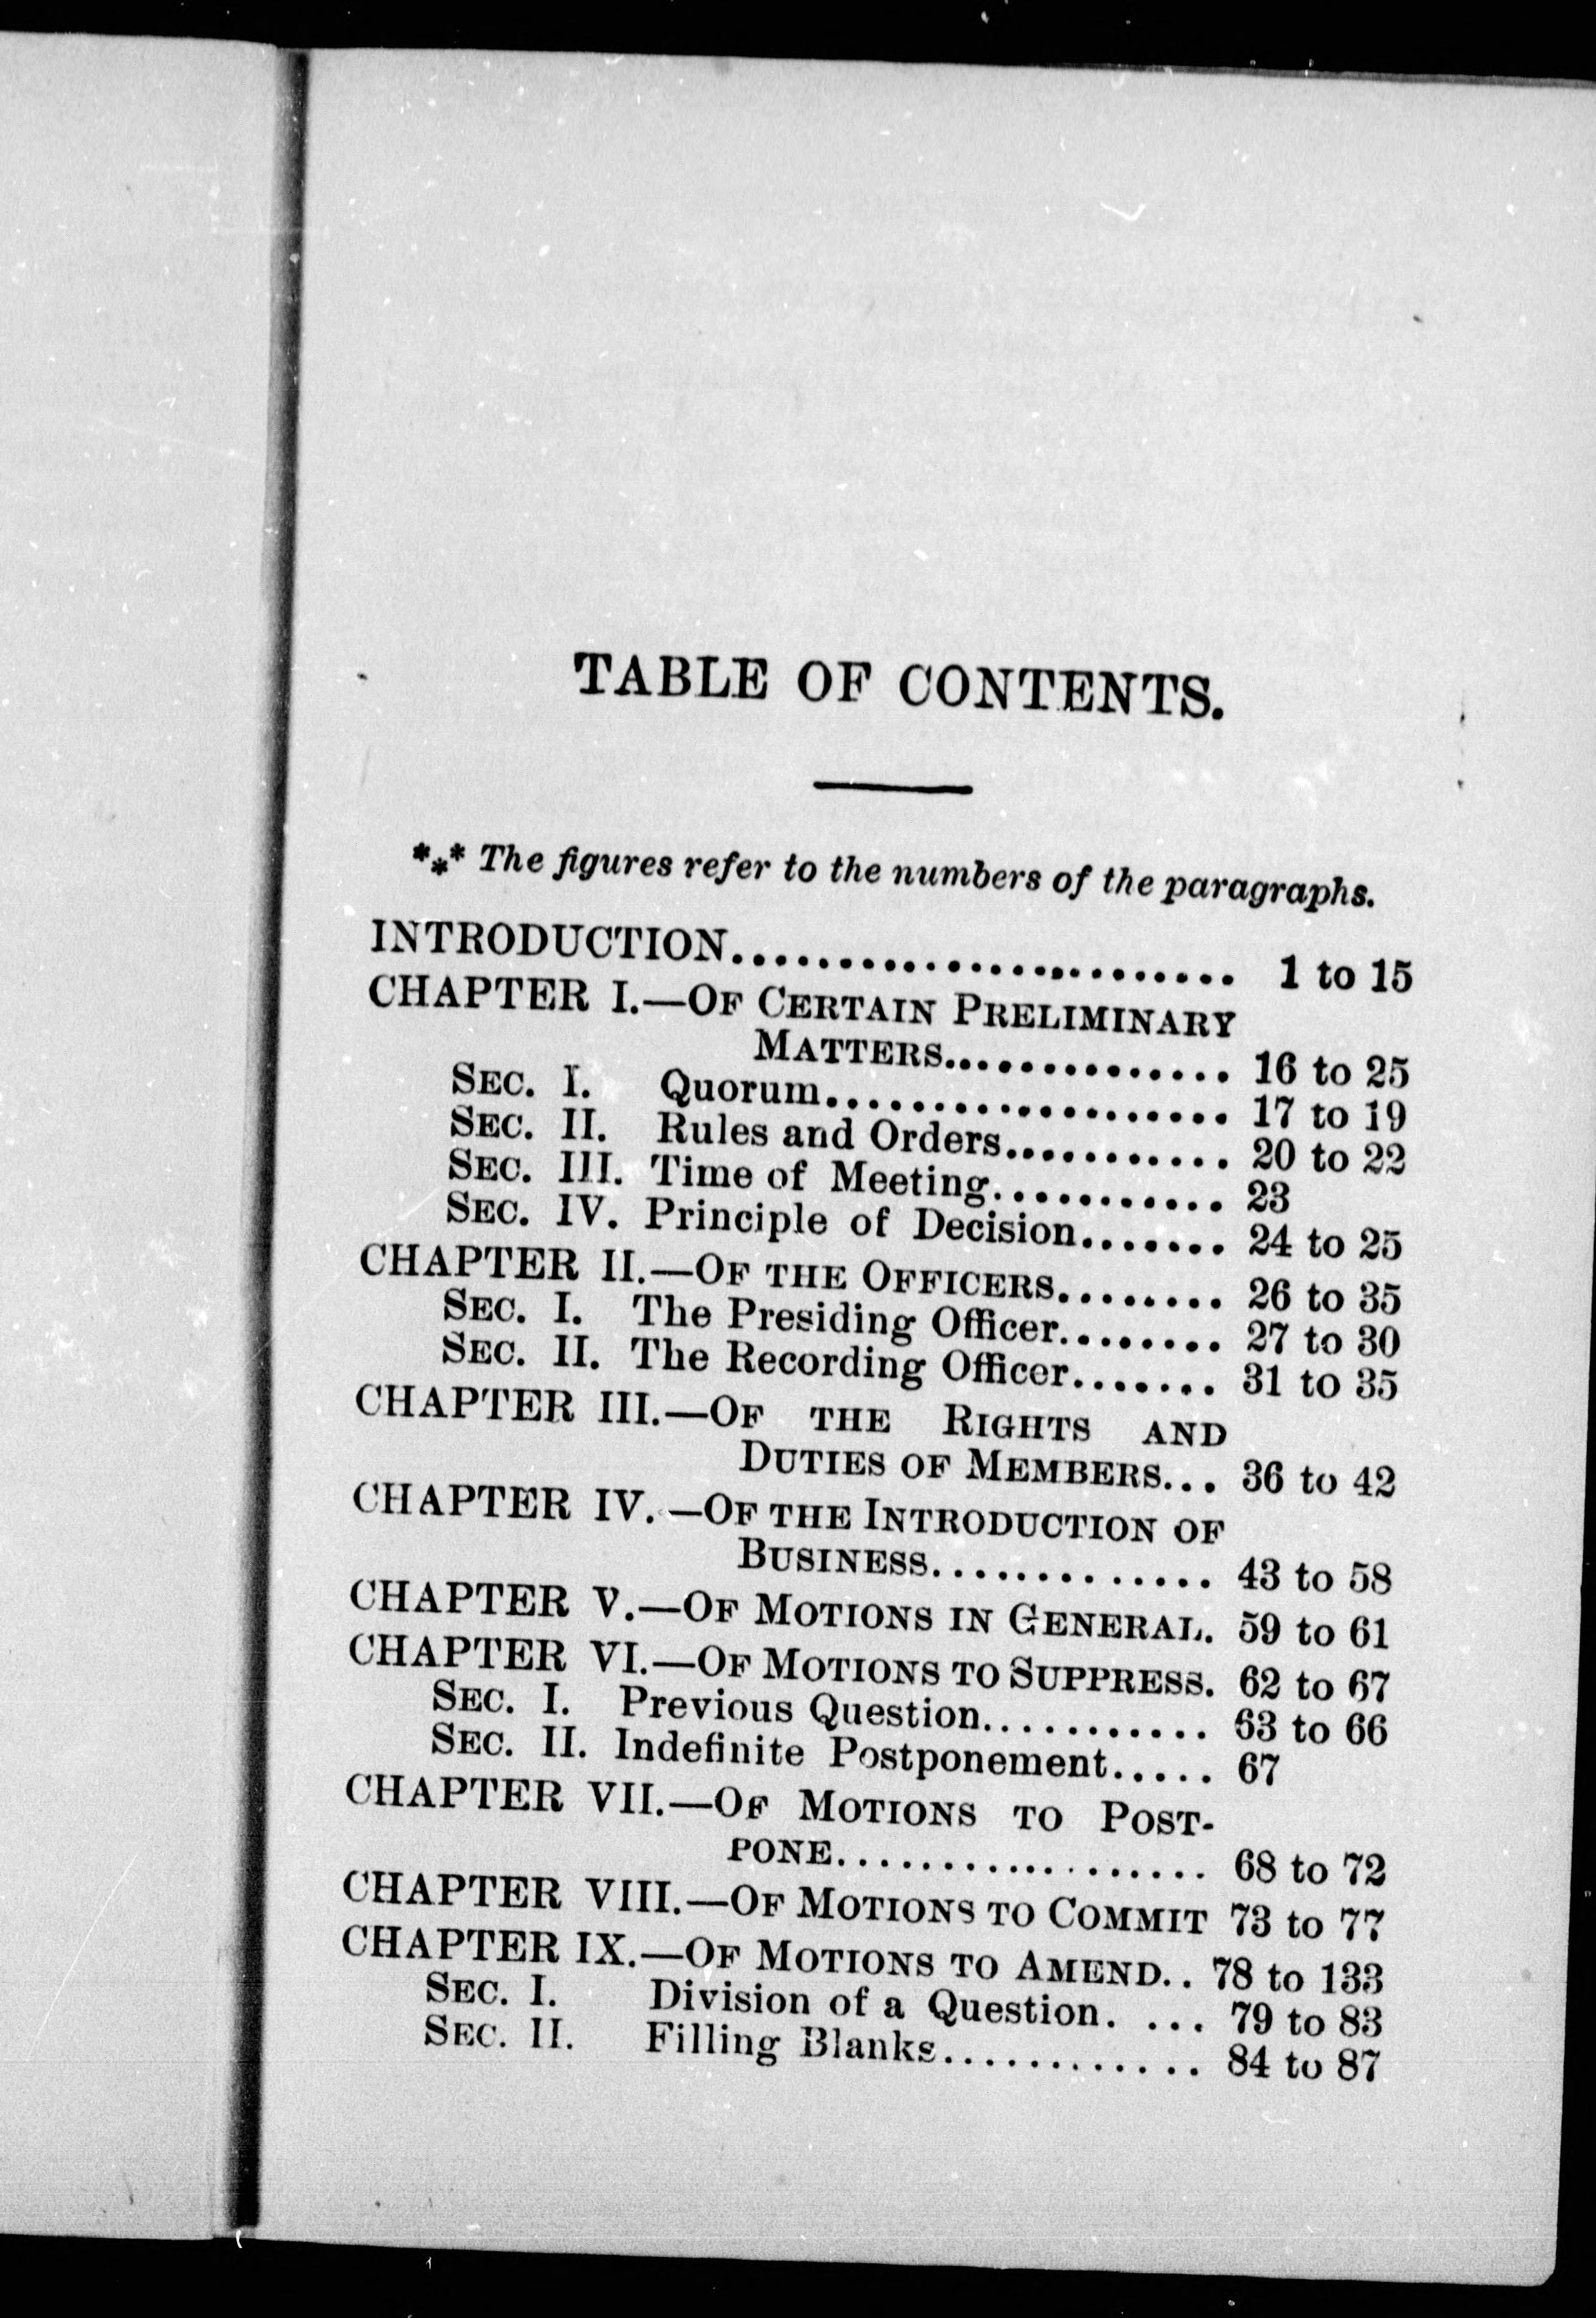 TABLE OF CONTENTS.
*** The figures refer to the numbers of the paragraphs.
INTRODUCTION........................ 1 to 15
CHAPTER I.—OF CERTAIN PRELIMINARY
MATTERS.............. 16 to 25
SEC. I. Quorum................... 17 to 19
SEC. II. Rules and Orders........... 20 to 22
SEC. III. Time of Meeting........... 23
SEC. IV. Principle of Decision....... 24 to 25
CHAPTER II.—OF THE OFFICERS........ 26 to 35
SEC. I. The Presiding Officer........ 27 to 30
SEC. II. The Recording Officer....... 31 to 35
CHAPTER III.—OF THE RIGHTS AND
DUTIES OF MEMBERS... 36 to 42
CHAPTER IV.—OF THE INTRODUCTION OF
BUSINESS.............. 43 to 58
CHAPTER V.—OF MOTIONS IN GENERAL. 59 to 61
CHAPTER VI.—OF MOTIONS TO SUPPRESS. 62 to 67
SEC. I. Previous Question........... 63 to 66
SEC. II. Indefinite Postponement..... 67
CHAPTER VII.—OF MOTIONS TO POST-
PONE.................. 68 to 72
CHAPTER VIII.—OF MOTIONS TO COMMIT 73 to 77
CHAPTER IX.—OF MOTIONS TO AMEND.. 78 to 133
SEC. I. Division of a Question. ... 79 to 83
SEC. II. Filling Blanks............ 84 to 87